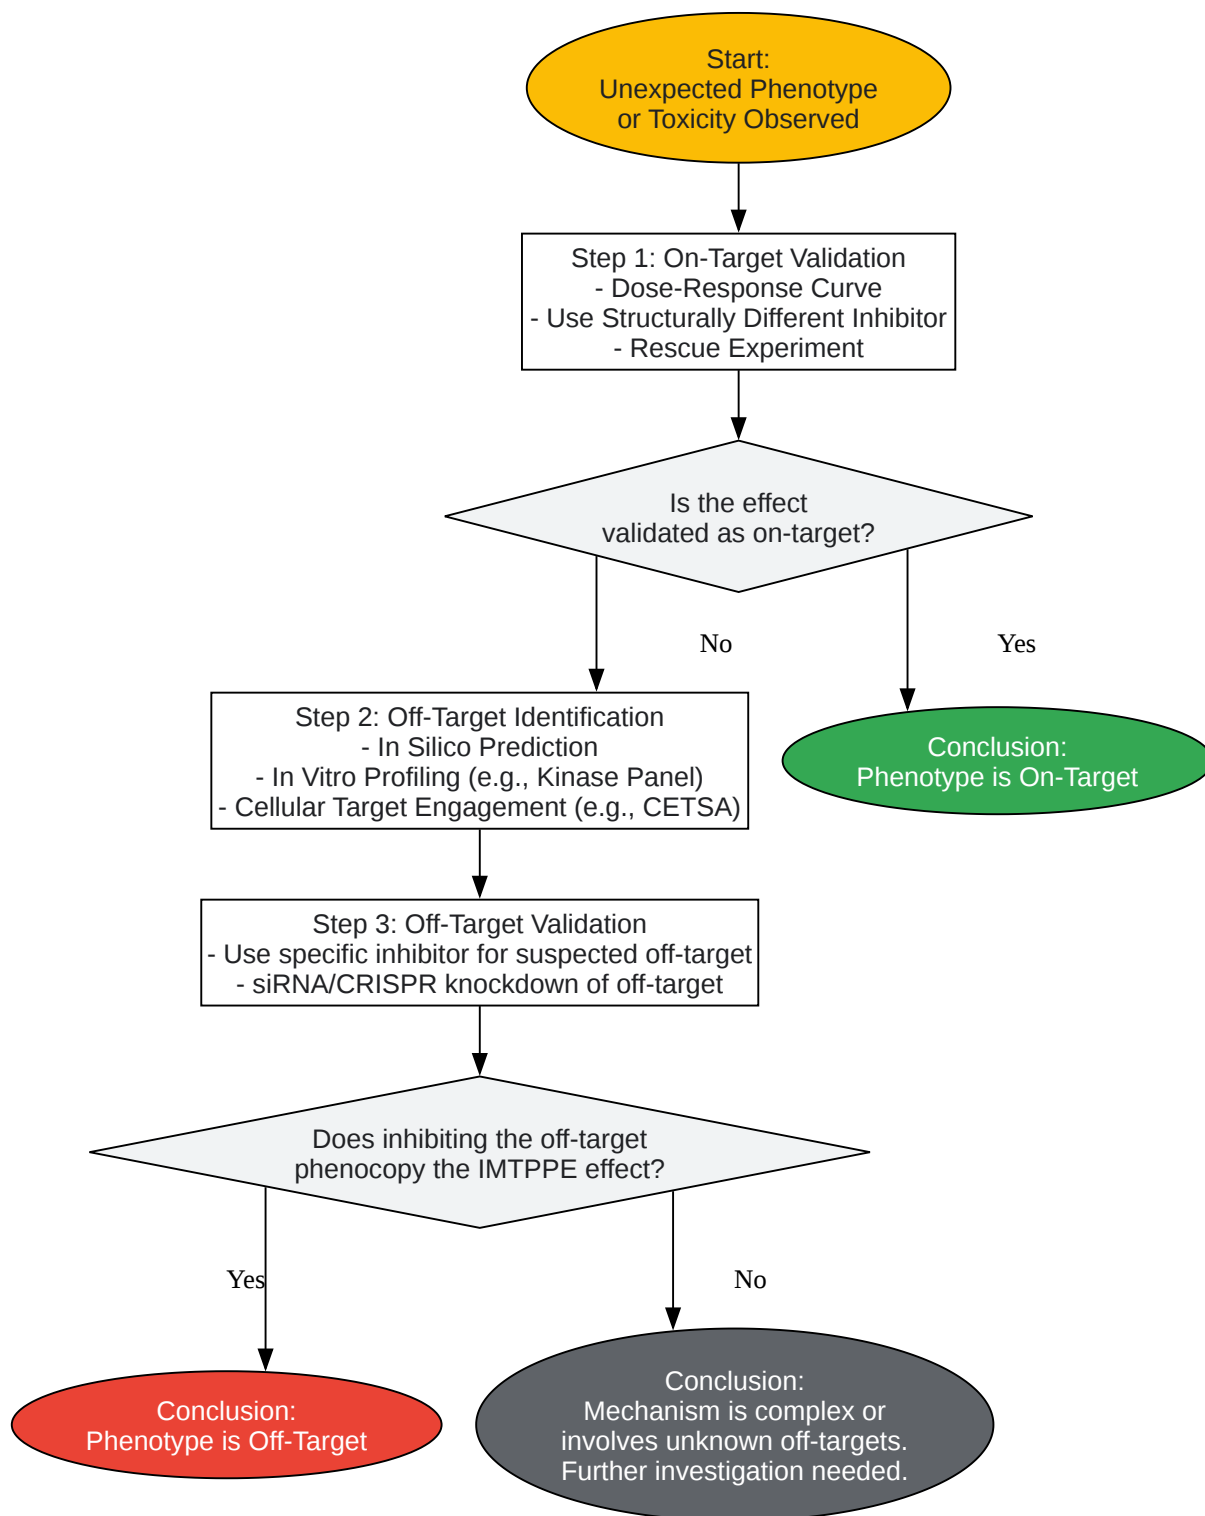 Start:
Unexpected Phenotype
or Toxicity Observed
Step 1: On-Target Validation
- Dose-Response Curve
- Use Structurally Different Inhibitor
- Rescue Experiment
Is the effect
validated as on-target?
No
Yes
Step 2: Off-Target Identification
- In Silico Prediction
- In Vitro Profiling (e.g., Kinase Panel)
- Cellular Target Engagement (e.g., CETSA)
Conclusion:
Phenotype is On-Target
Step 3: Off-Target Validation
- Use specific inhibitor for suspected off-target
- siRNA/CRISPR knockdown of off-target
Does inhibiting the off-target
phenocopy the IMTPPE effect?
Yes
No
Conclusion:
Phenotype is Off-Target
Conclusion:
Mechanism is complex or
involves unknown off-targets.
Further investigation needed.